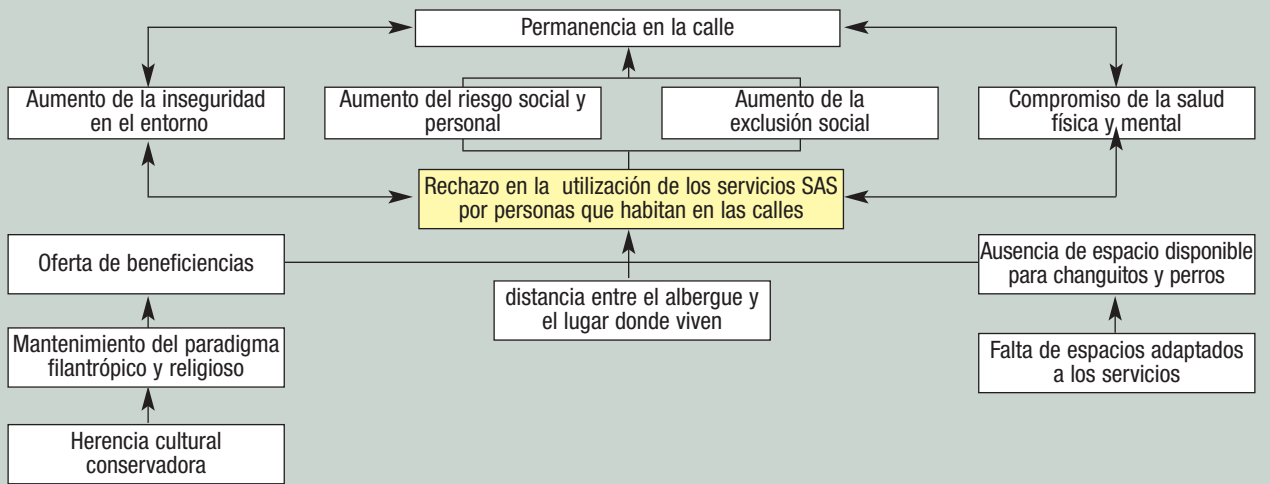 Permanencia en la calle
Aumento de la inseguridad
en el entorno
Aumento del riesgo social y
personal
Aumento de la
exclusión social
Compromiso de la salud
física y mental
Rechazo en la utilización de los servicios SAS
por personas que habitan en las calles
Oferta de beneficiencias
distancia entre el albergue y
el lugar donde viven
Ausencia de espacio disponible
para changuitos y perros
Mantenimiento del paradigma
filantrópico y religioso
Falta de espacios adaptados
a los servicios
Herencia cultural
conservadora